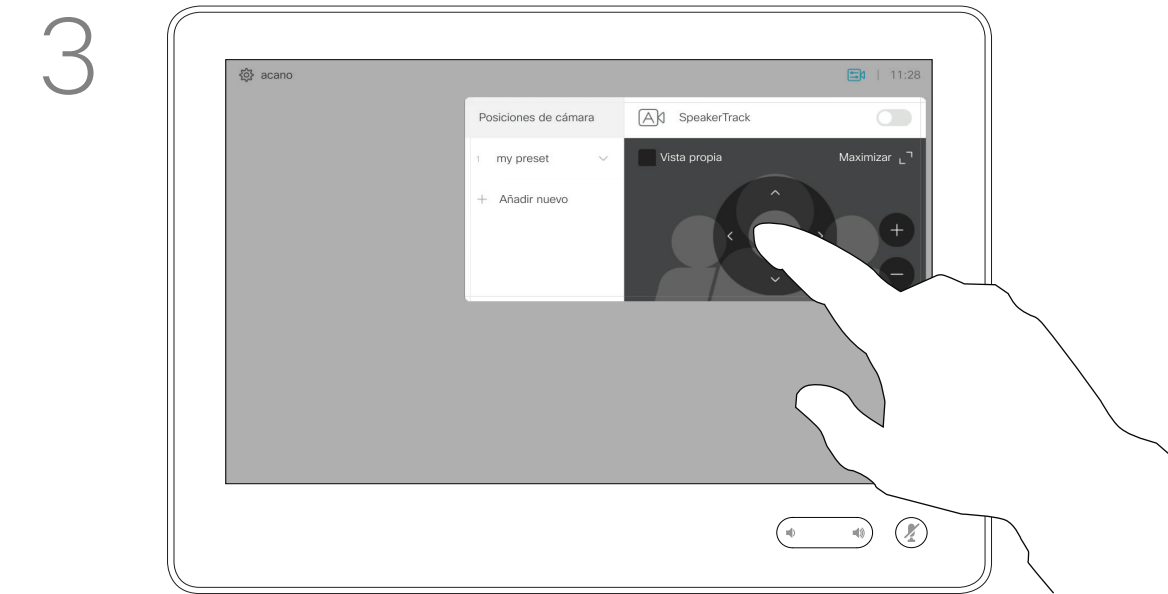 3
acano
11:28
Posiciones de cámara
SpeakerTrack
1 my preset
Vista propia
Maximizar
+ Añadir nuevo